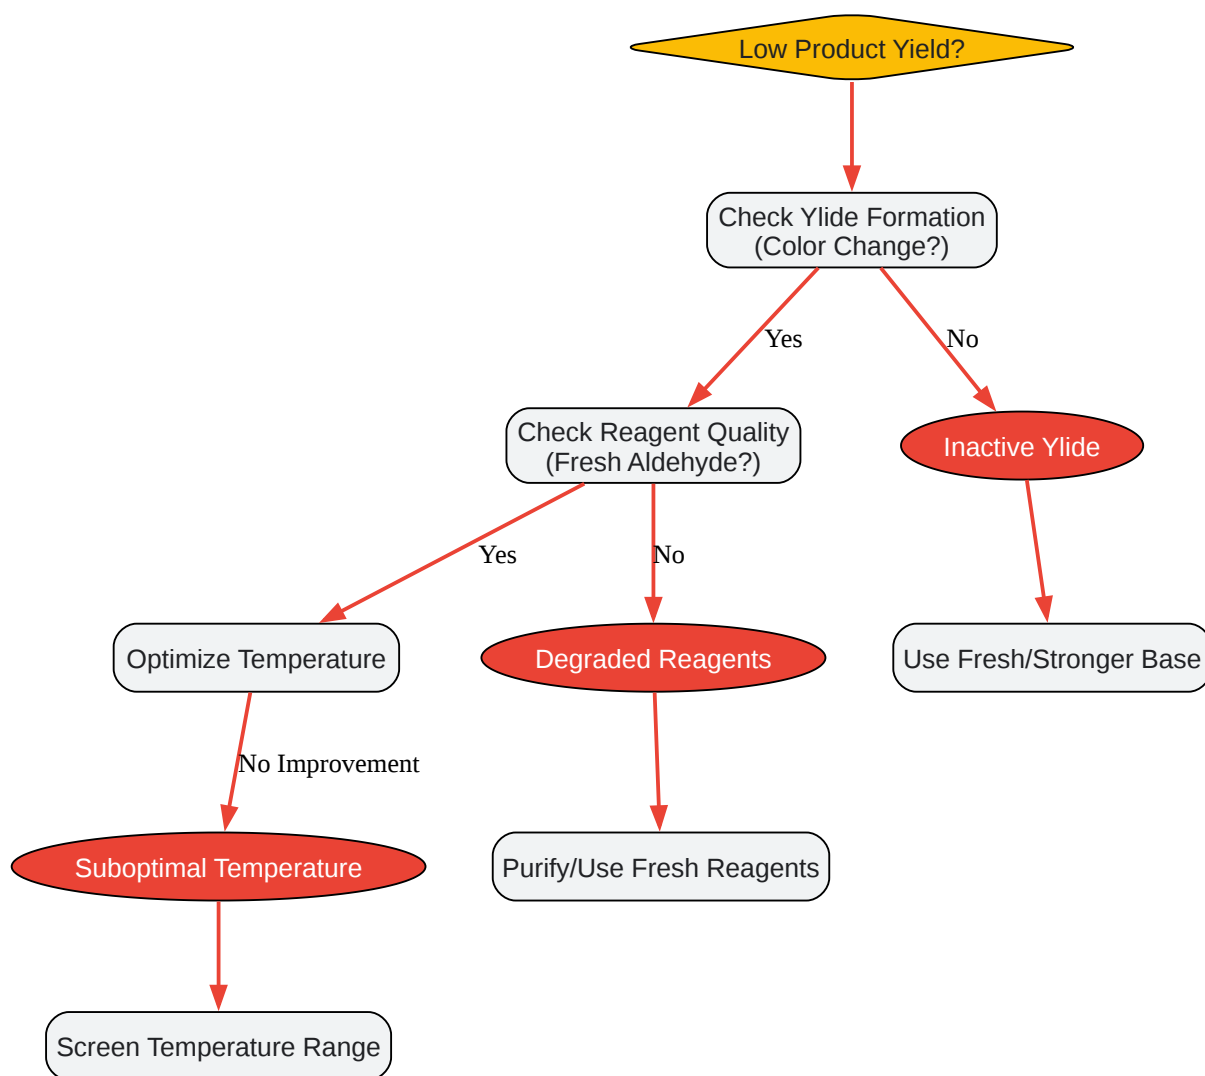 Low Product Yield?
Check Ylide Formation
(Color Change?)
Yes
No
Check Reagent Quality
(Fresh Aldehyde?)
Inactive Ylide
Yes
No
Optimize Temperature
Degraded Reagents
Use Fresh/Stronger Base
No Improvement
Suboptimal Temperature
Purify/Use Fresh Reagents
Screen Temperature Range